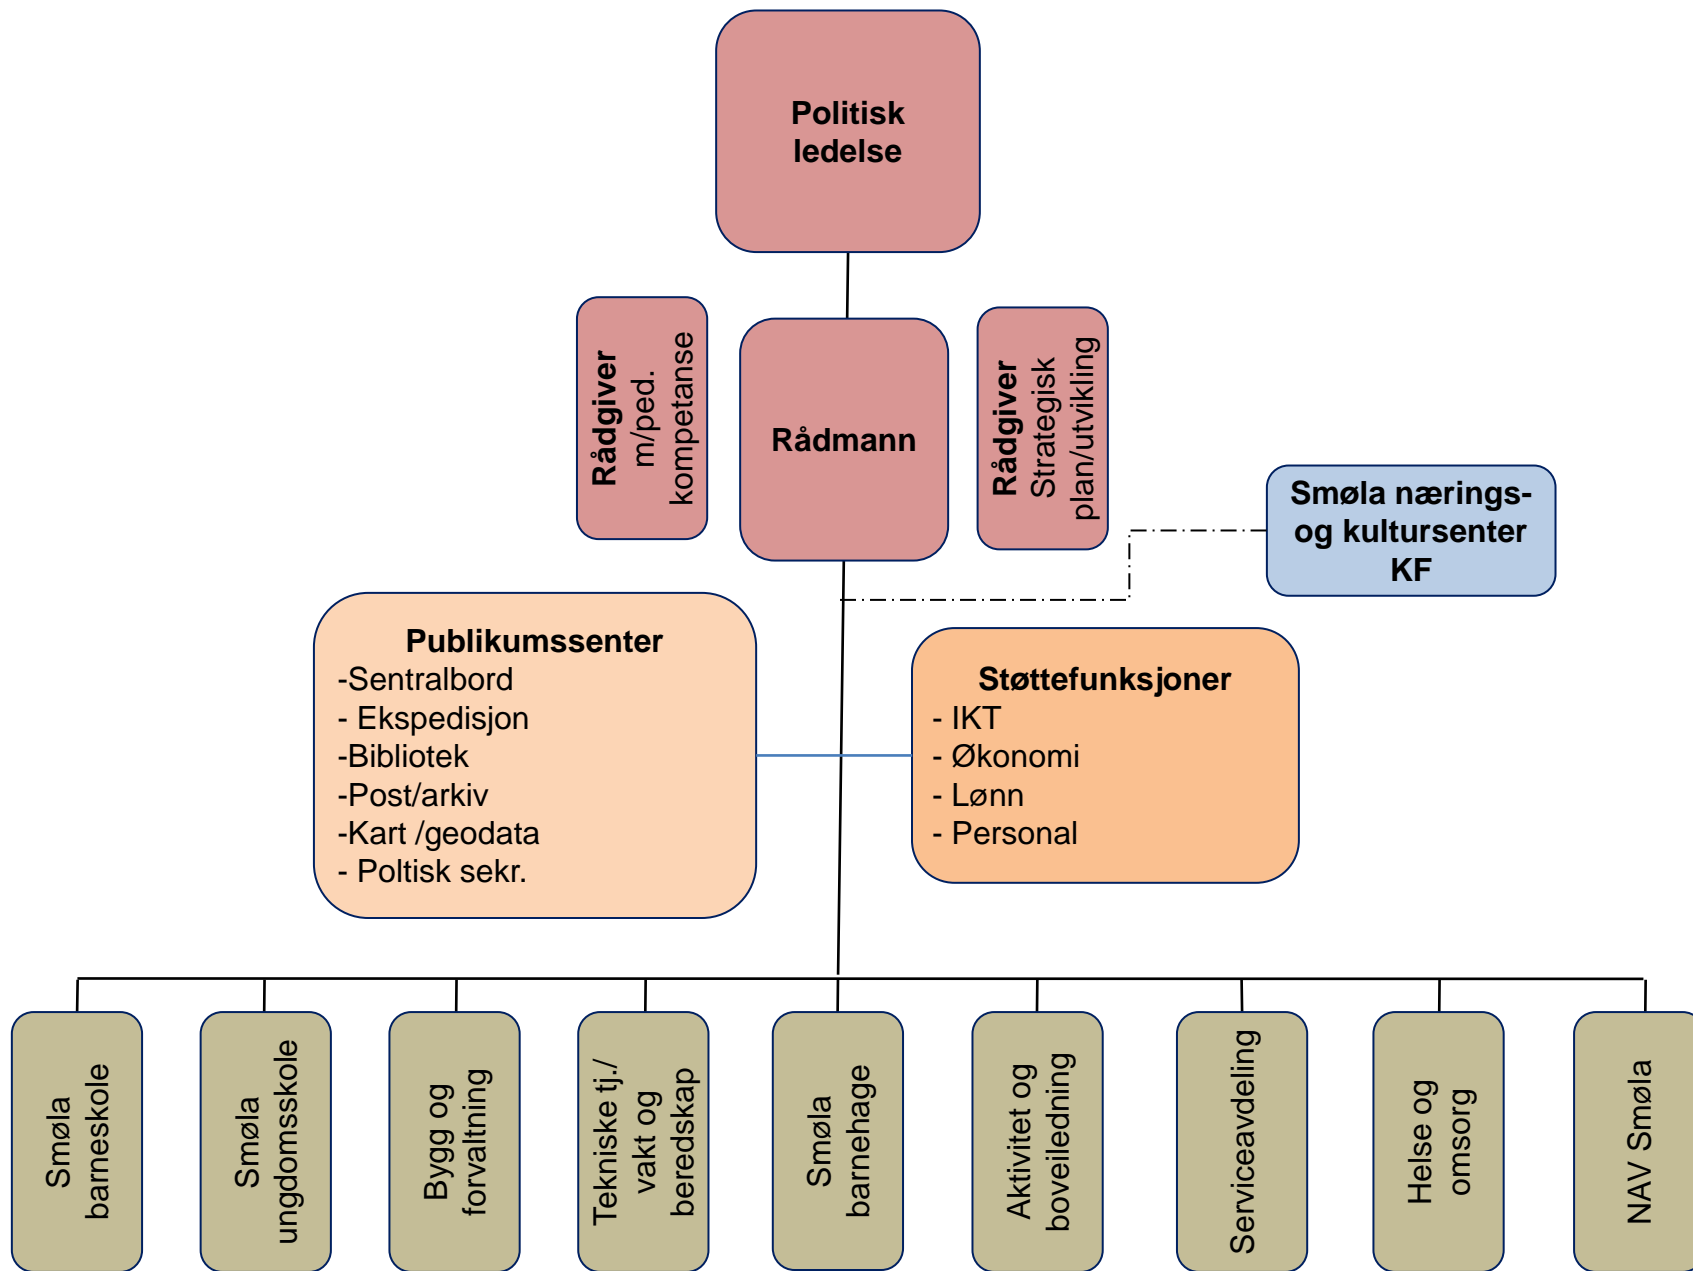 Politisk
ledelse
Rådgiver
m/ped.
kompetanse
Rådmann
Rådgiver
Strategisk
plan/utvikling
Smøla nærings-
og kultursenter
KF
Publikumssenter
-Sentralbord
- Ekspedisjon
-Bibliotek
-Post/arkiv
-Kart /geodata
- Poltisk sekr.
Støttefunksjoner
- IKT
- Økonomi
- Lønn
- Personal
Smøla
barneskole
Smøla
ungdomsskole
Bygg og
forvaltning
Tekniske tj./
vakt og
beredskap
Smøla
barnehage
Aktivitet og
boveiledning
Serviceavdeling
Helse og
omsorg
NAV Smøla